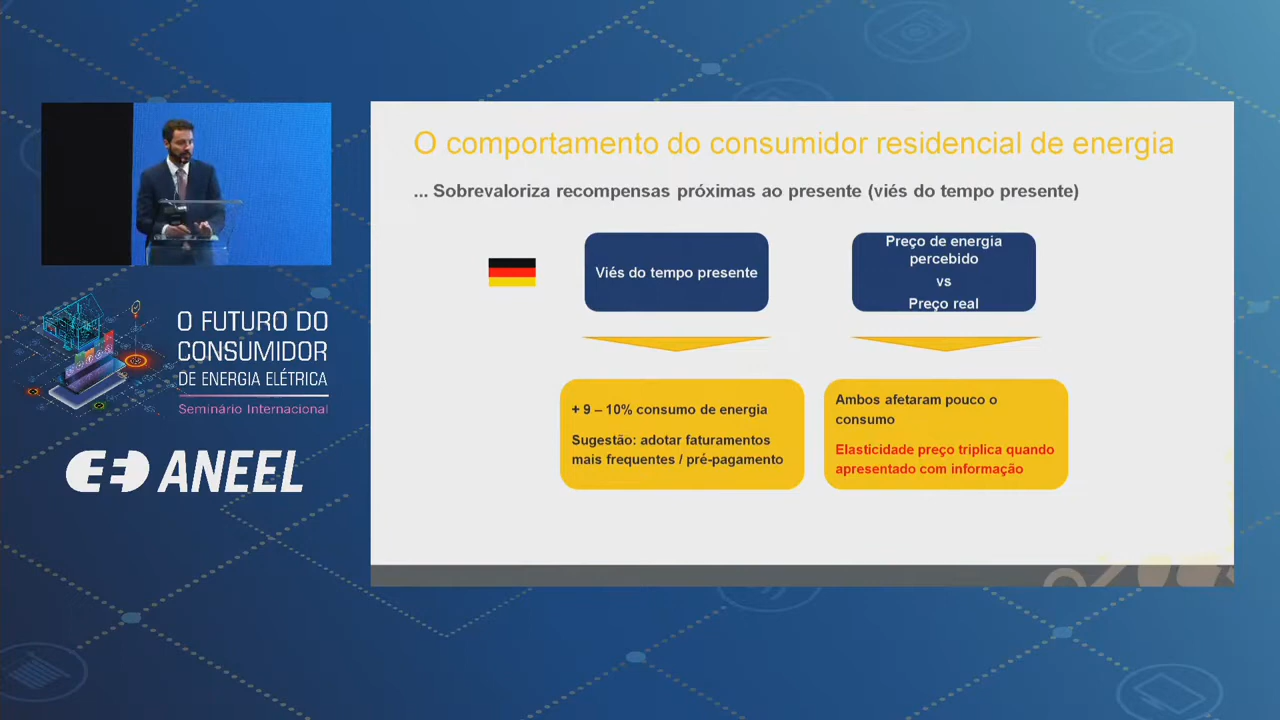 O comportamento do consumidor residencial de energia
... Sobrevaloriza recompensas próximas ao presente (viés do tempo presente)
Viés do tempo presente
Preço de energia
percebido
vs
Preço real
+ 9 – 10% consumo de energia
Sugestão: adotar faturamentos
mais frequentes / pré-pagamento
Ambos afetaram pouco o
consumo
Elasticidade preço triplica quando
apresentado com informação
O FUTURO DO
CONSUMIDOR
DE ENERGIA ELÉTRICA
Seminário Internacional
ANEEL